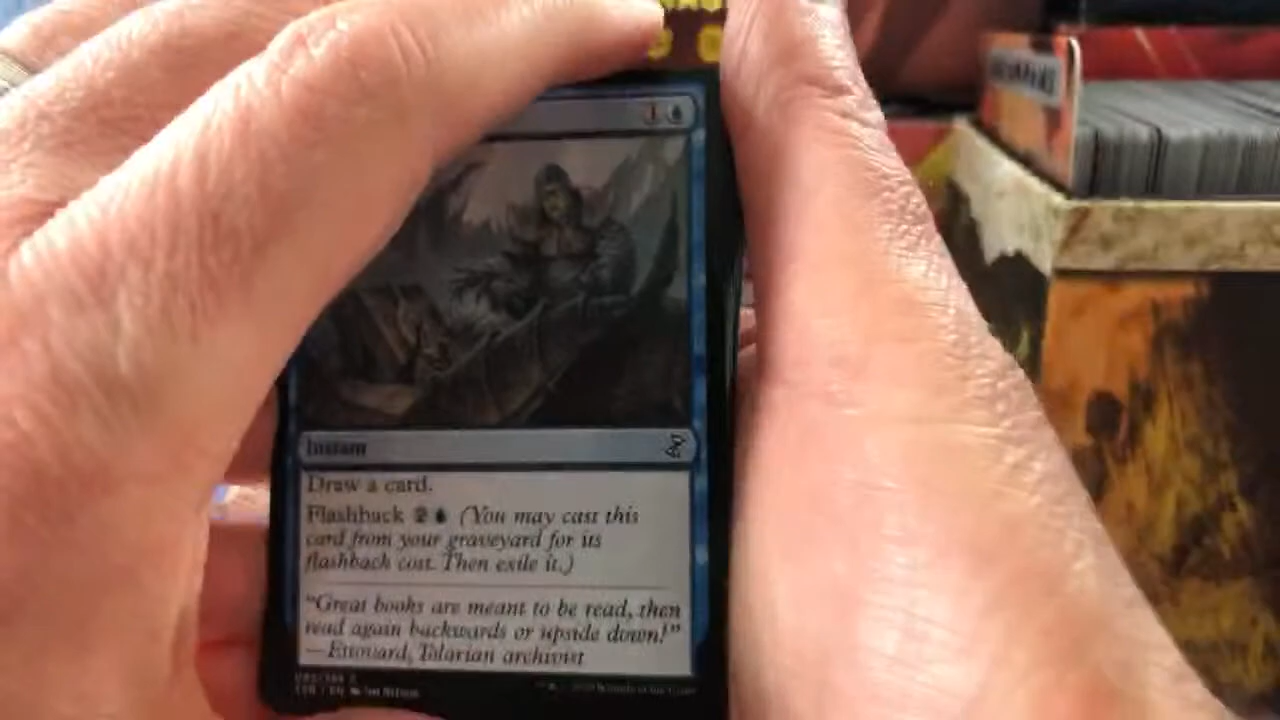 1
Instant
Draw a card.
Flashback 2 (You may cast this
card from your graveyard for its
flashback cost. Then exile it.)
"Great books are meant to be read, then
read again backwards or upside down!"
—Ettovard, Tolarian archivist